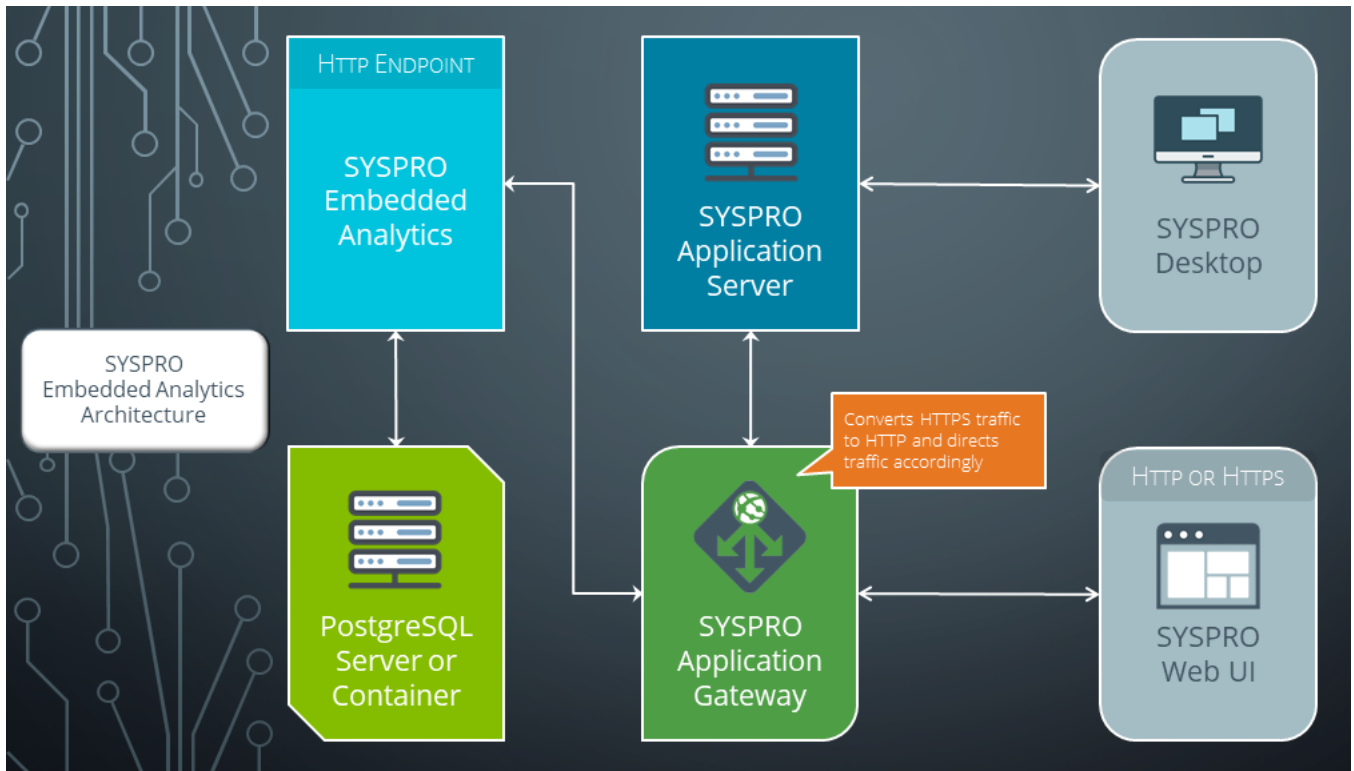 HTTP ENDPOINT
SYSPRO
Embedded
Analytics
SYSPRO
Application
Server
SYSPRO
Desktop
SYSPRO
Embedded Analytics
Architecture
Converts HTTPS traffic
to HTTP and directs
traffic accordingly
PostgreSQL
Server or
Container
SYSPRO
Application
Gateway
HTTP OR HTTPS
SYSPRO
Web UI